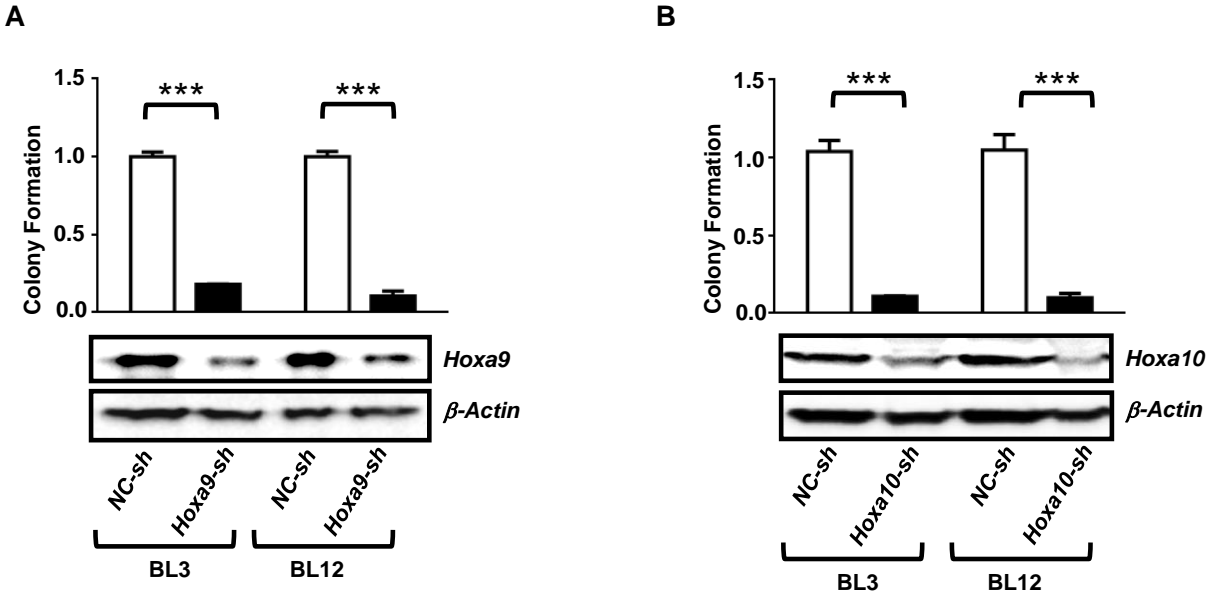 A
Colony Formation
1.5
1.0
0.5
0.0
*** ***
Hoxa9
β-Actin
NC-sh Hoxa9-sh NC-sh Hoxa9-sh
BL3 BL12
B
Colony Formation
1.5
1.0
0.5
0.0
*** ***
Hoxa10
β-Actin
NC-sh Hoxa10-sh NC-sh Hoxa10-sh
BL3 BL12